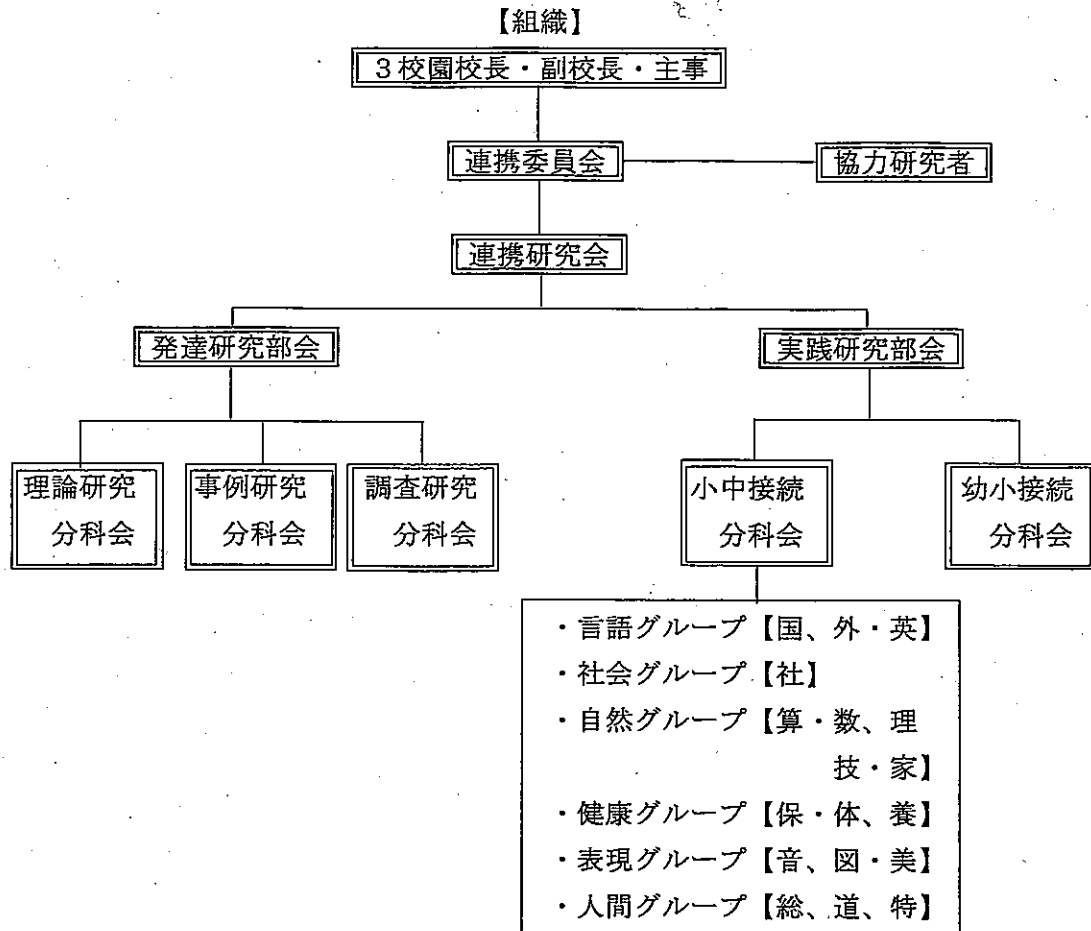 【組織】
3校園校長・副校長・主事
連携委員会
協力研究者
連携研究会
発達研究部会
実践研究部会
理論研究
分科会
事例研究
分科会
調査研究
分科会
小中接続
分科会
幼小接続
分科会
・言語グループ【国、外・英】
・社会グループ【社】
・自然グループ【算・数、理
技・家】
・健康グループ【保・体、養】
・表現グループ【音、図・美】
・人間グループ【総、道、特】